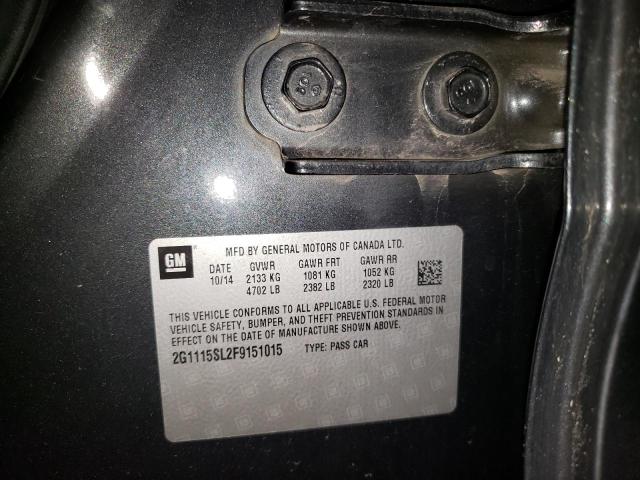 GM
MFD BY GENERAL MOTORS OF CANADA LTD.
DATE GVWR GAWR FRT GAWR RR
10/14 2133 KG 1081 KG 1052 KG
4702 LB 2382 LB 2320 LB
THIS VEHICLE CONFORMS TO ALL APPLICABLE U.S. FEDERAL MOTOR
VEHICLE SAFETY, BUMPER, AND THEFT PREVENTION STANDARDS IN
EFFECT ON THE DATE OF MANUFACTURE SHOWN ABOVE.
2G1115SL2F9151015 TYPE: PASS CAR